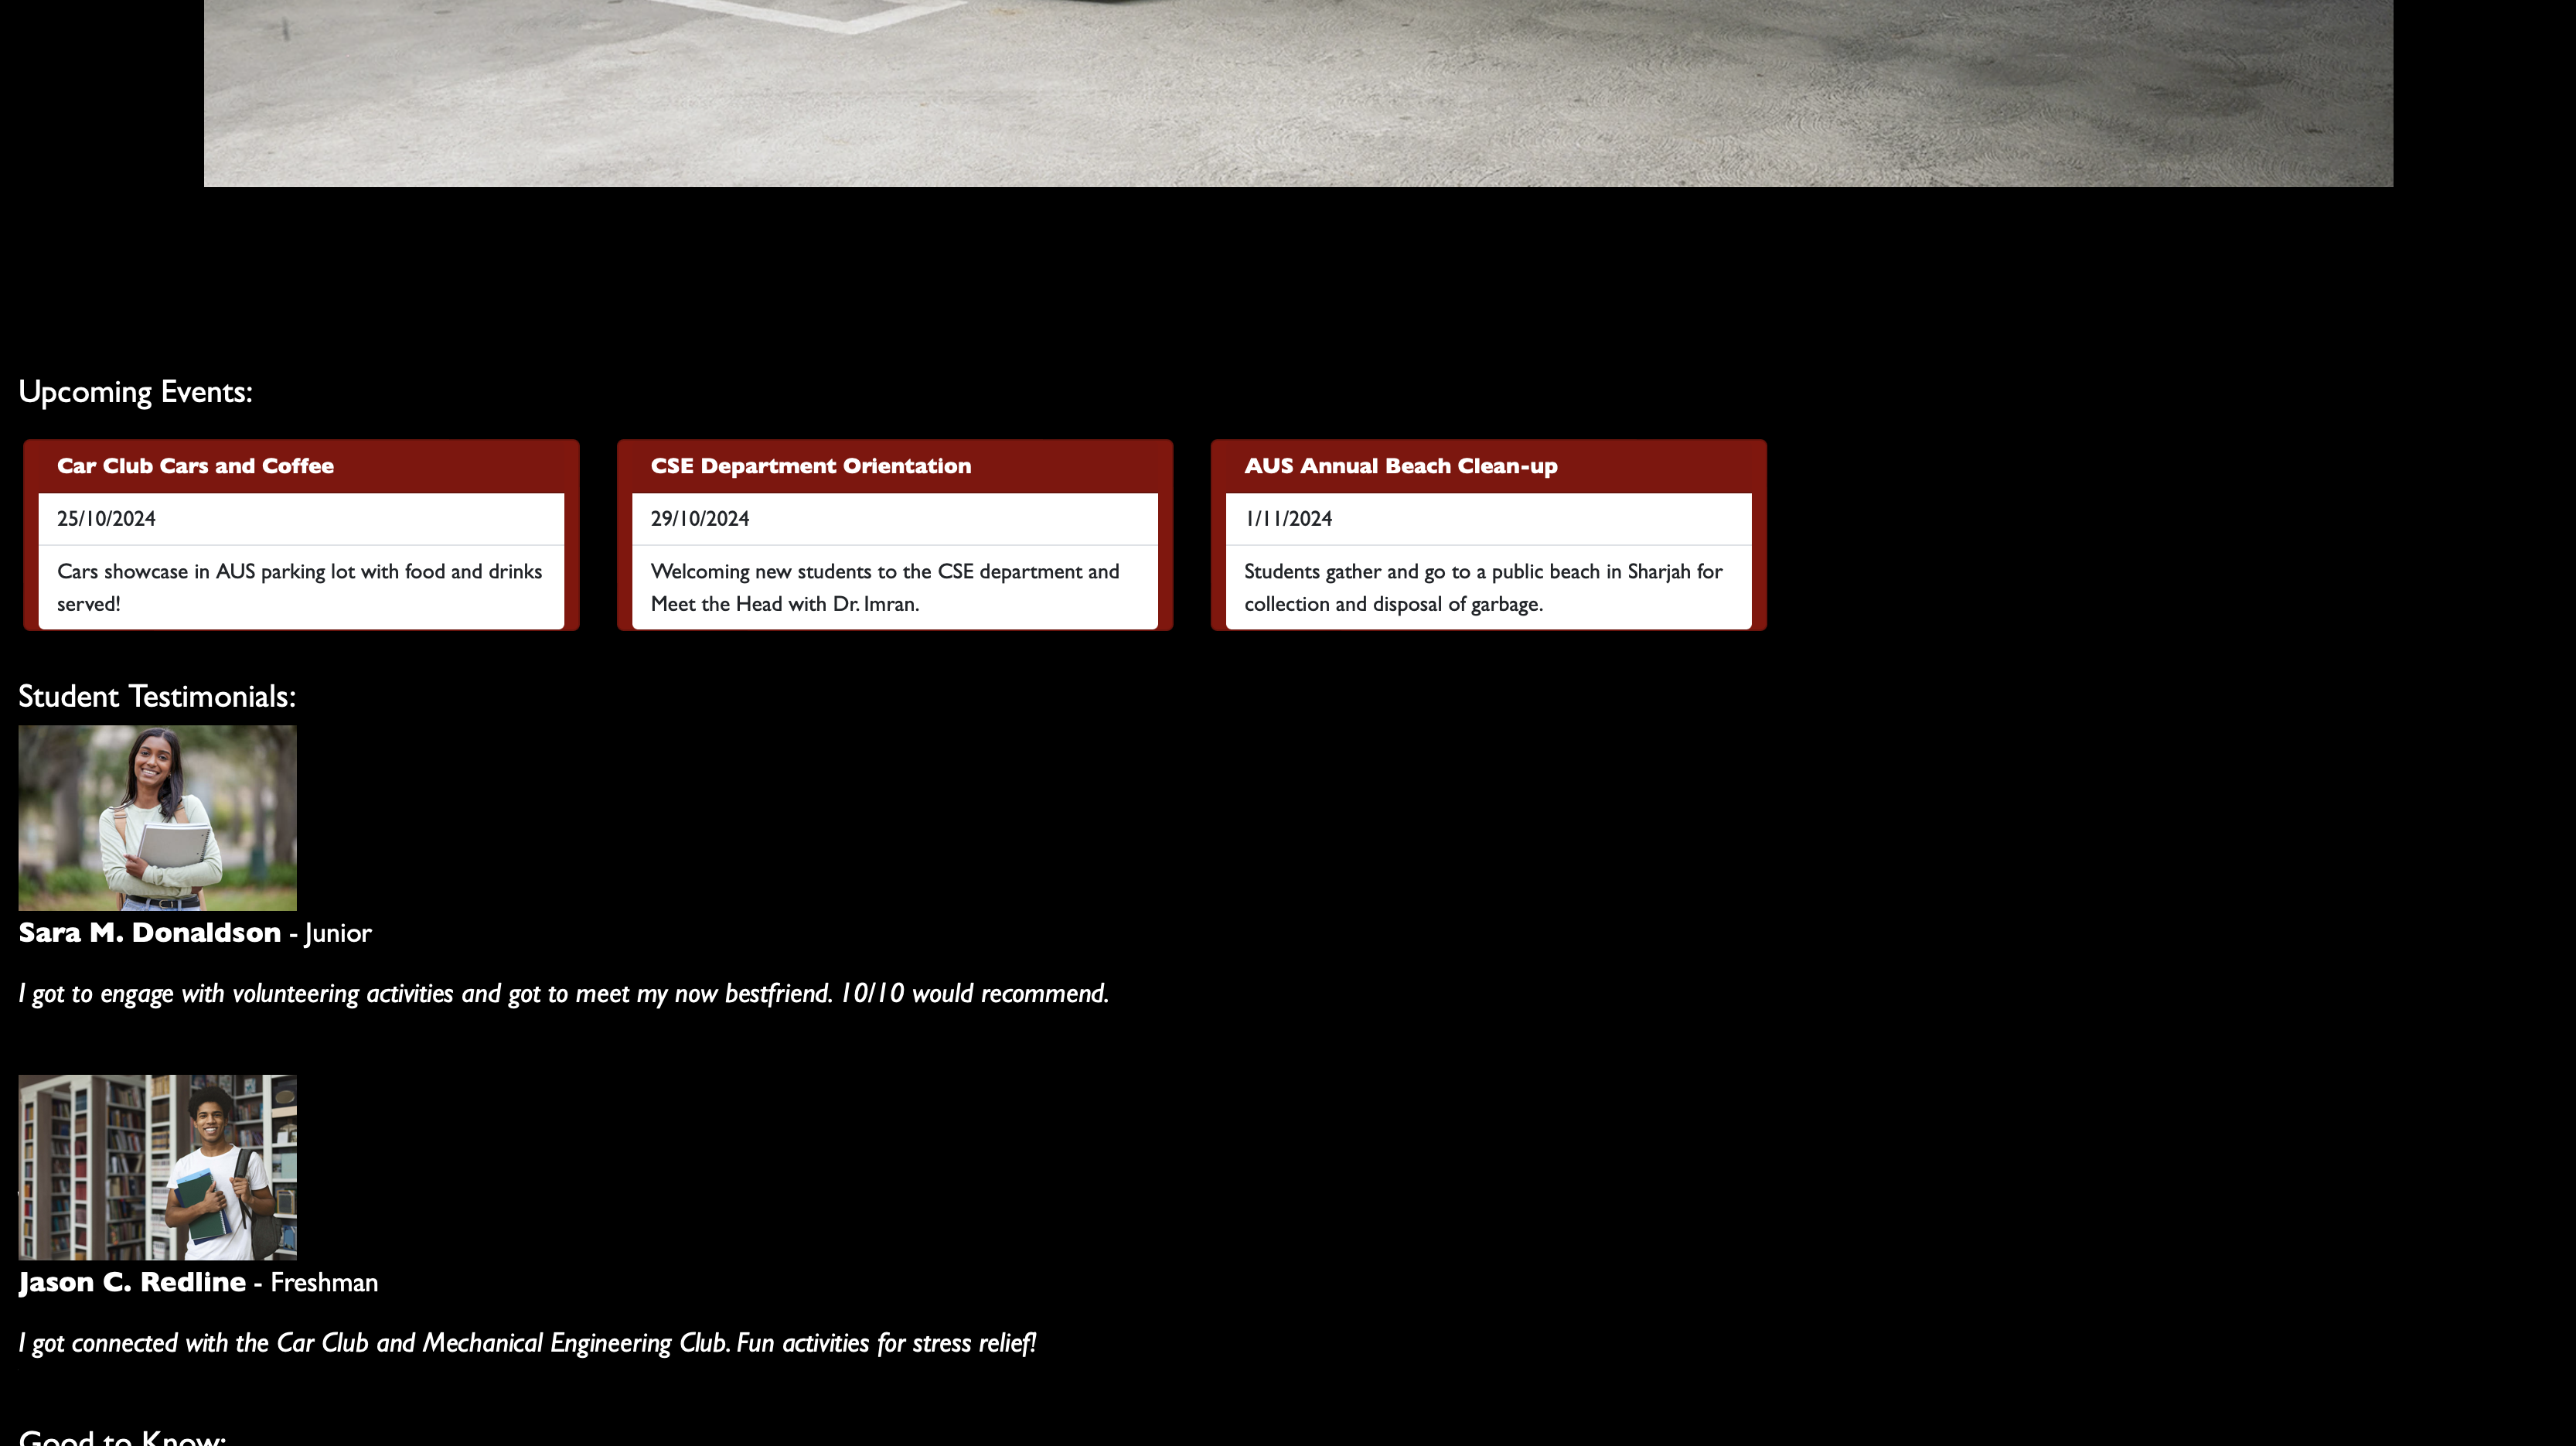 Upcoming Events:
Car Club Cars and Coffee
25/10/2024
Cars showcase in AUS parking lot with food and drinks
served!
CSE Department Orientation
29/10/2024
Welcoming new students to the CSE department and
Meet the Head with Dr. Imran.
AUS Annual Beach Clean-up
1/11/2024
Students gather and go to a public beach in Sharjah for
collection and disposal of garbage.
Student Testimonials:
Sara M. Donaldson - Junior
I got to engage with volunteering activities and got to meet my now bestfriend. 10/10 would recommend.
Jason C. Redline - Freshman
I got connected with the Car Club and Mechanical Engineering Club. Fun activities for stress relief!
Good to Know: